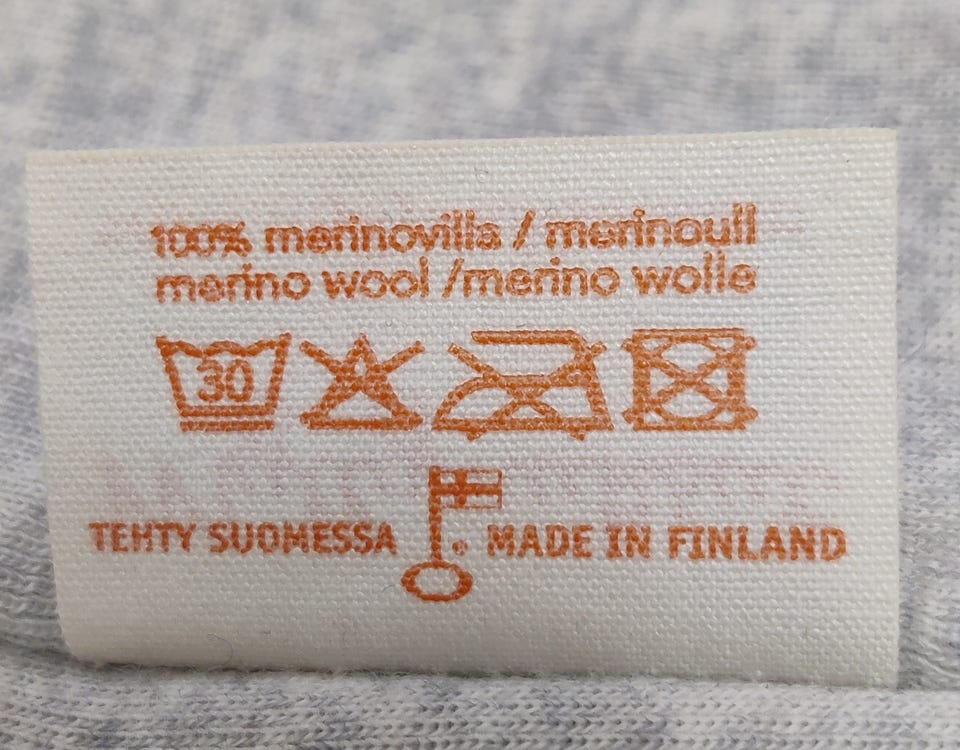 100% merinovilla / merinoull
merino wool /merino wolle
30
TEHTY SUOMESSA MADE IN FINLAND